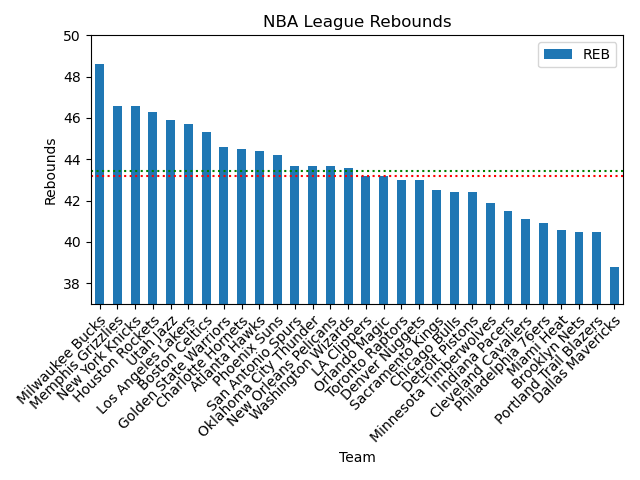 NBA League Rebounds
REB
50
48
46
44
42
40
38
Rebounds
Milwaukee Bucks
Memphis Grizzlies
New York Knicks
Houston Rockets
Utah Jazz
Los Angeles Lakers
Boston Celtics
Golden State Warriors
Charlotte Hornets
Atlanta Hawks
Phoenix Suns
San Antonio Spurs
Oklahoma City Thunder
New Orleans Pelicans
Washington Wizards
LA Clippers
Orlando Magic
Toronto Raptors
Denver Nuggets
Sacramento Kings
Chicago Bulls
Detroit Pistons
Minnesota Timberwolves
Indiana Pacers
Cleveland Cavaliers
Philadelphia 76ers
Miami Heat
Brooklyn Nets
Portland Trail Blazers
Dallas Mavericks
Team